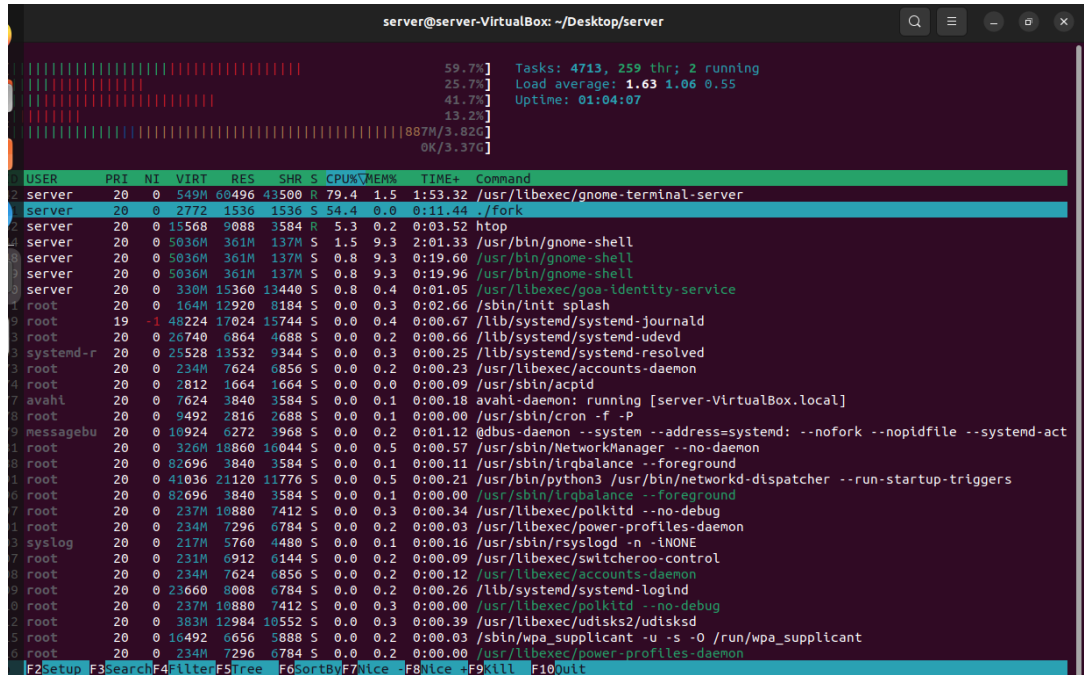 server@server-VirtualBox: ~/Desktop/server
59.7%] Tasks: 4713, 259 thr; 2 running
25.7%] Load average: 1.63 1.06 0.55
41.7%] Uptime: 01:04:07
13.2%]
887M/3.82G]
0K/3.37G]
USER PRI NI VIRT RES SHR S CPU%▽MEM% TIME+ Command
server 20 0 549M 60496 43500 R 79.4 1.5 1:53.32 /usr/libexec/gnome-terminal-server
server 20 0 2772 1536 1536 S 54.4 0.0 0:11.44 ./fork
server 20 0 15568 9088 3584 R 5.3 0.2 0:03.52 htop
server 20 0 5036M 361M 137M S 1.5 9.3 2:01.33 /usr/bin/gnome-shell
server 20 0 5036M 361M 137M S 0.8 9.3 0:19.60 /usr/bin/gnome-shell
server 20 0 5036M 361M 137M S 0.8 9.3 0:19.96 /usr/bin/gnome-shell
server 20 0 330M 15360 13440 S 0.8 0.4 0:01.05 /usr/libexec/goa-identity-service
root 20 0 164M 12920 8184 S 0.0 0.3 0:02.66 /sbin/init splash
root 19 -1 48224 17024 15744 S 0.0 0.4 0:00.67 /lib/systemd/systemd-journald
root 20 0 26740 6864 4688 S 0.0 0.2 0:00.66 /lib/systemd/systemd-udevd
systemd-r 20 0 25528 13532 9344 S 0.0 0.3 0:00.25 /lib/systemd/systemd-resolved
root 20 0 234M 7624 6856 S 0.0 0.2 0:00.23 /usr/libexec/accounts-daemon
root 20 0 2812 1664 1664 S 0.0 0.0 0:00.09 /usr/sbin/acpid
avahi 20 0 7624 3840 3584 S 0.0 0.1 0:00.18 avahi-daemon: running [server-VirtualBox.local]
root 20 0 9492 2816 2688 S 0.0 0.1 0:00.00 /usr/sbin/cron -f -P
messagebu 20 0 10924 6272 3968 S 0.0 0.2 0:01.12 @dbus-daemon --system --address=systemd: --nofork --nopidfile --systemd-act
root 20 0 326M 18860 16044 S 0.0 0.5 0:00.57 /usr/sbin/NetworkManager --no-daemon
root 20 0 82696 3840 3584 S 0.0 0.1 0:00.11 /usr/sbin/irqbalance --foreground
root 20 0 41036 21120 11776 S 0.0 0.5 0:00.21 /usr/bin/python3 /usr/bin/networkd-dispatcher --run-startup-triggers
root 20 0 82696 3840 3584 S 0.0 0.1 0:00.00 /usr/sbin/irqbalance --foreground
root 20 0 237M 10880 7412 S 0.0 0.3 0:00.34 /usr/libexec/polkitd --no-debug
root 20 0 234M 7296 6784 S 0.0 0.2 0:00.03 /usr/libexec/power-profiles-daemon
syslog 20 0 217M 5760 4480 S 0.0 0.1 0:00.16 /usr/sbin/rsyslogd -n -iNONE
root 20 0 231M 6912 6144 S 0.0 0.2 0:00.09 /usr/libexec/switcheroo-control
root 20 0 234M 7624 6856 S 0.0 0.2 0:00.12 /usr/libexec/accounts-daemon
root 20 0 23660 8008 6784 S 0.0 0.2 0:00.26 /lib/systemd/systemd-logind
root 20 0 237M 10880 7412 S 0.0 0.3 0:00.00 /usr/libexec/polkitd --no-debug
root 20 0 383M 12984 10552 S 0.0 0.3 0:00.39 /usr/libexec/udisks2/udisksd
root 20 0 16492 6656 5888 S 0.0 0.2 0:00.03 /sbin/wpa_supplicant -u -s -O /run/wpa_supplicant
root 20 0 234M 7296 6784 S 0.0 0.2 0:00.00 /usr/libexec/power-profiles-daemon
F2Setup F3SearchF4FilterF5Tree F6SortByF7Nice -F8Nice +F9Kill F10Quit